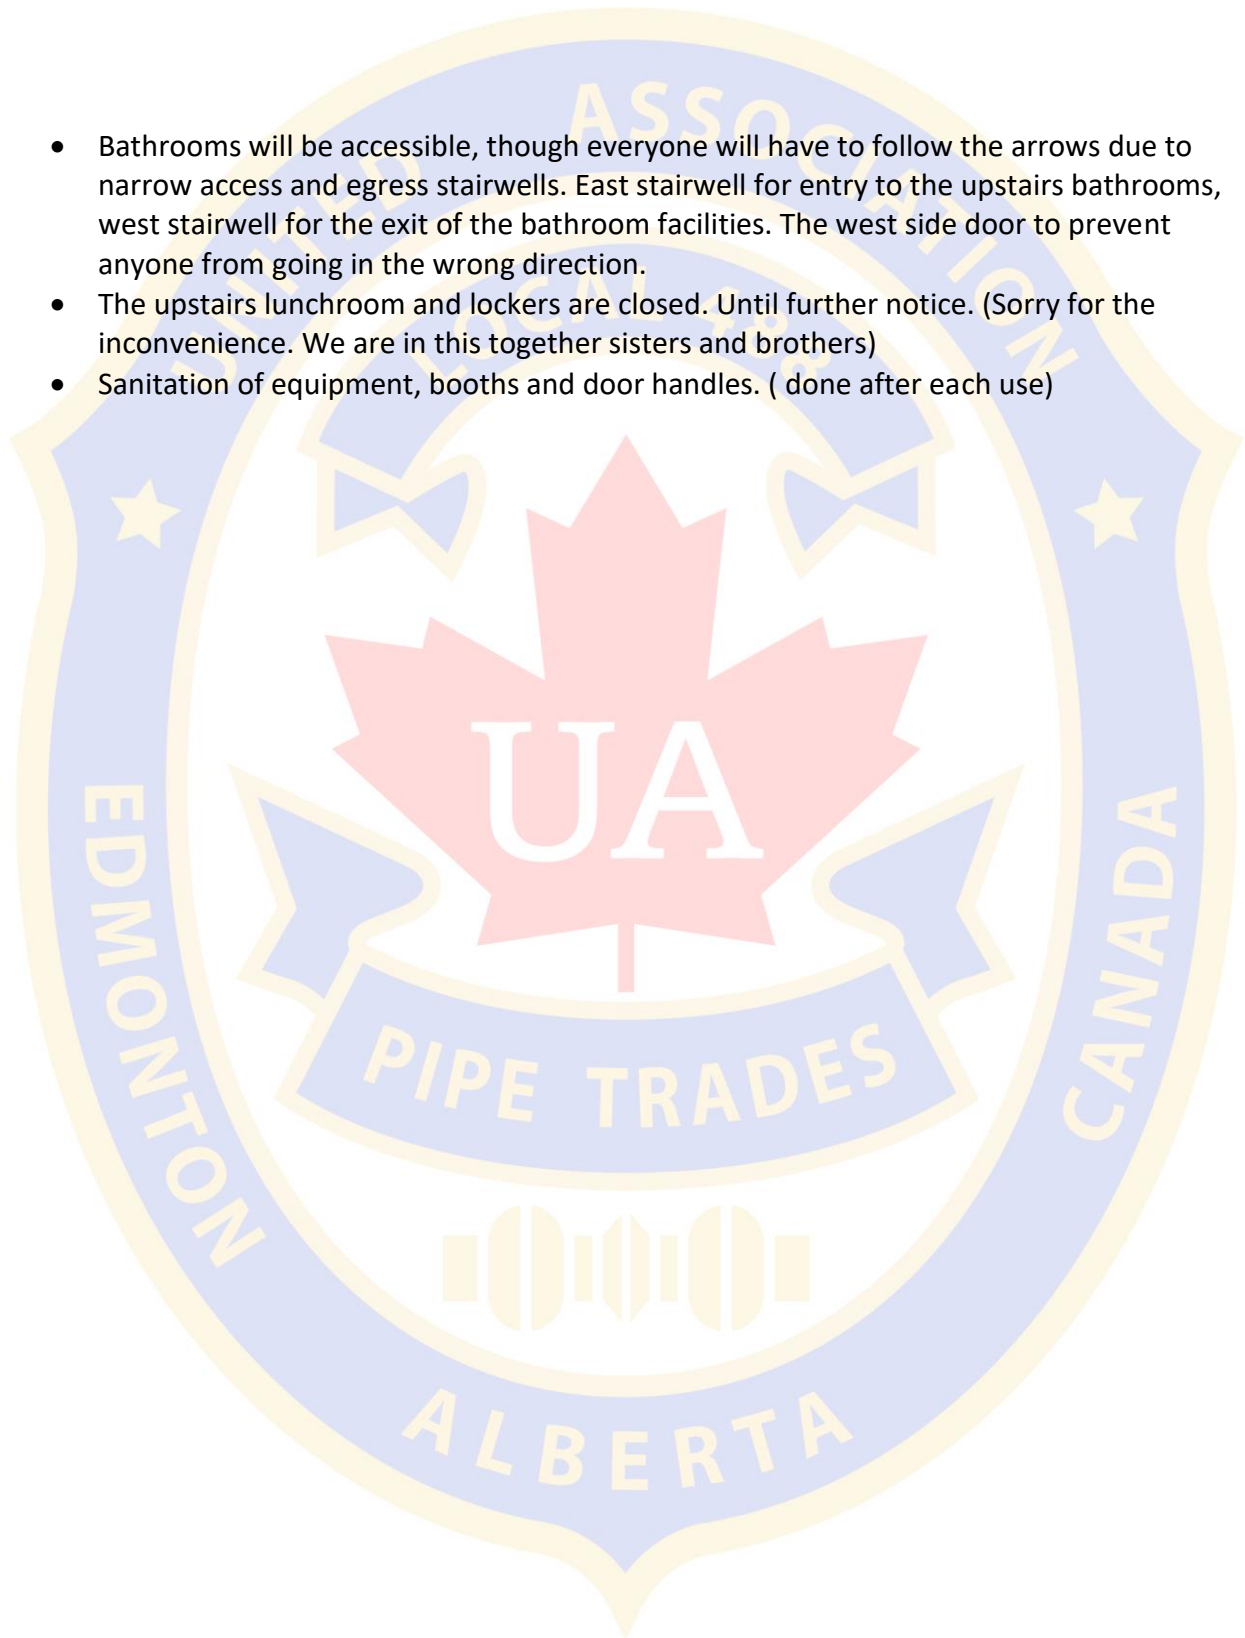 UNITED ASSOCIATION
LOCAL 488
• Bathrooms will be accessible, though everyone will have to follow the arrows due to
narrow access and egress stairwells. East stairwell for entry to the upstairs bathrooms,
west stairwell for the exit of the bathroom facilities. The west side door to prevent
anyone from going in the wrong direction.
• The upstairs lunchroom and lockers are closed. Until further notice. (Sorry for the
inconvenience. We are in this together sisters and brothers)
• Sanitation of equipment, booths and door handles. ( done after each use)
UA
PIPE TRADES
EDMONTON
ALBERTA
CANADA